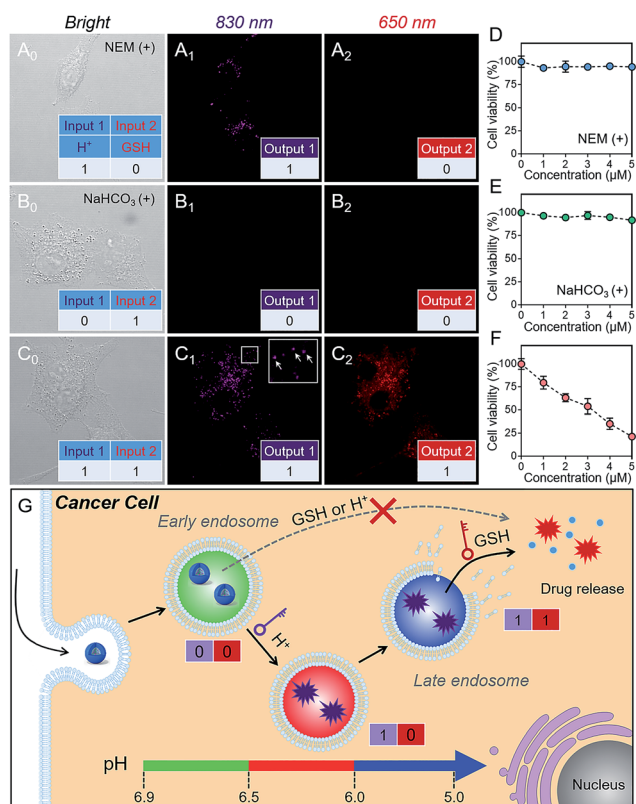 Bright 830 nm 650 nm
A0 NEM (+)
Input 1 Input 2
H+ GSH
1 0
A1
Output 1
1
A2
Output 2
0
D
Cell viability (%)
100
75
50
25
0
NEM (+)
0 1 2 3 4 5
Concentration (μM)
B0 NaHCO3 (+)
Input 1 Input 2
0 1
B1
Output 1
0
B2
Output 2
0
E
Cell viability (%)
100
75
50
25
0
NaHCO3 (+)
0 1 2 3 4 5
Concentration (μM)
C0
Input 1 Input 2
1 1
C1
Output 1
1
C2
Output 2
1
F
Cell viability (%)
100
75
50
25
0
0 1 2 3 4 5
Concentration (μM)
G Cancer Cell
Early endosome
GSH or H+
GSH
Drug release
0 0
H+
1 1
Late endosome
1 0
pH
6.9 6.5 6.0 5.0
Nucleus